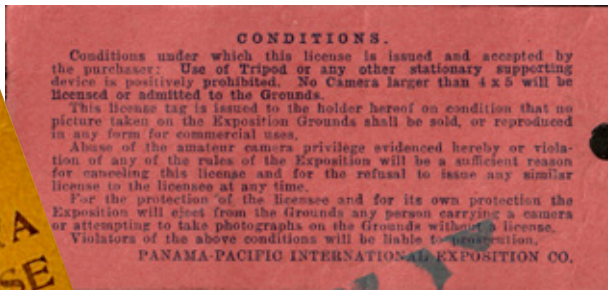 CONDITIONS.
Conditions under which this license is issued and accepted by
the purchaser: Use of Tripod or any other stationary supporting
device is positively prohibited. No Camera larger than 4 x 5 will be
licensed or admitted to the Grounds.
This license tag is issued to the holder hereof on condition that no
picture taken on the Exposition Grounds shall be sold, or reproduced
in any form for commercial uses.
Abuse of the amateur camera privilege evidenced hereby or viola-
tion of any of the rules of the Exposition will be a sufficient reason
for canceling this license and for the refusal to issue any similar
license to the licensee at any time.
For the protection of the licensee and for its own protection the
Exposition will eject from the Grounds any person carrying a camera
or attempting to take photographs on the Grounds without a license.
Violators of the above conditions will be liable to prosecution.
PANAMA-PACIFIC INTERNATIONAL EXPOSITION CO.
A
SE